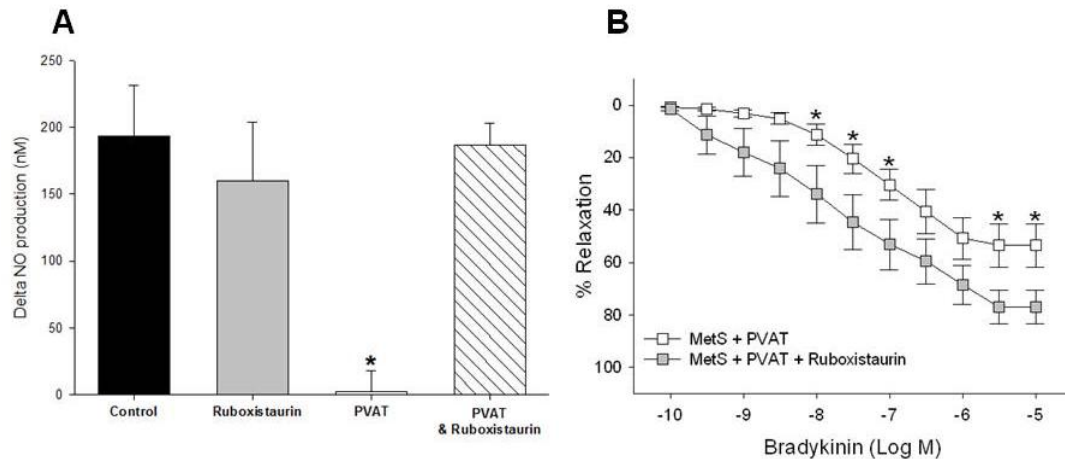 A
B
250
200
150
100
50
0
Delta NO production (nM)
*
Control
Ruboxistaurin
PVAT
PVAT
& Ruboxistaurin
0
20
40
60
80
100
% Relaxation
*
*
*
*
*
MetS + PVAT
MetS + PVAT + Ruboxistaurin
-10
-9
-8
-7
-6
-5
Bradykinin (Log M)